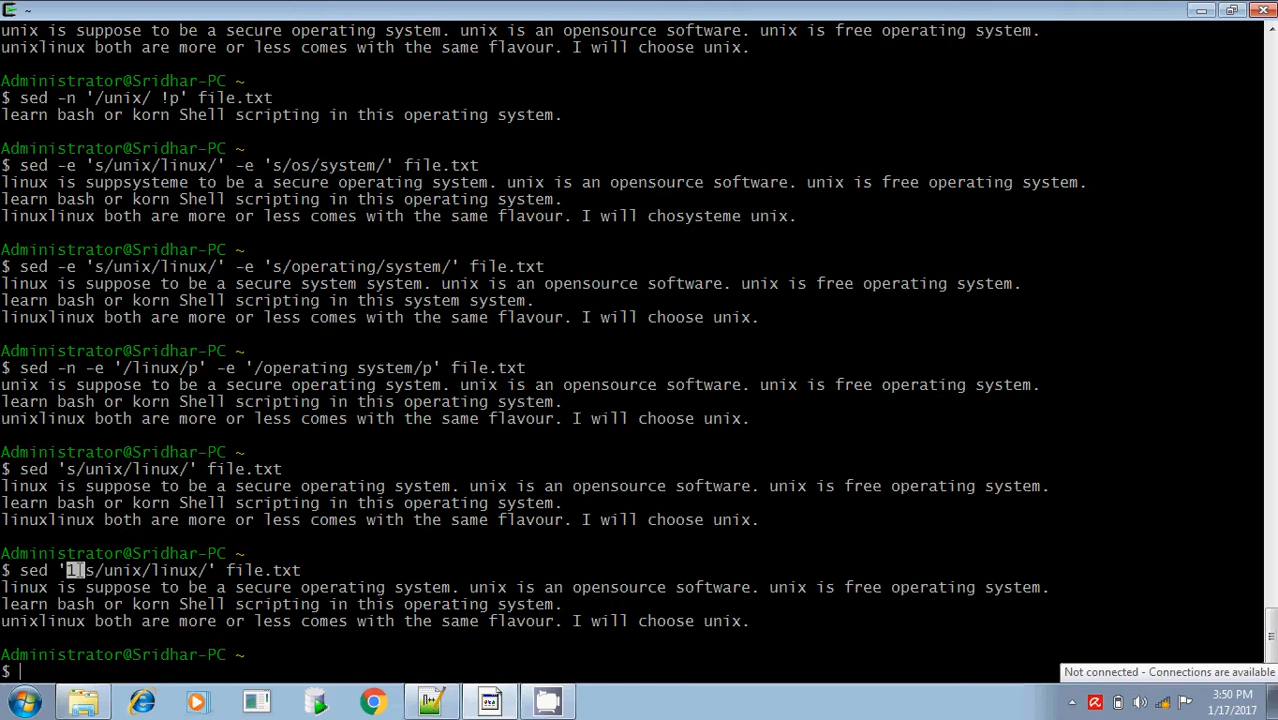 ~
unix is suppose to be a secure operating system. unix is an opensource software. unix is free operating system.
unixlinux both are more or less comes with the same flavour. I will choose unix.
Administrator@Sridhar-PC ~
$ sed -n '/unix/ !p' file.txt
learn bash or korn Shell scripting in this operating system.
Administrator@Sridhar-PC ~
$ sed -e 's/unix/linux/' -e 's/os/system/' file.txt
linux is suppsysteme to be a secure operating system. unix is an opensource software. unix is free operating system.
learn bash or korn Shell scripting in this operating system.
linuxlinux both are more or less comes with the same flavour. I will chosysteme unix.
Administrator@Sridhar-PC ~
$ sed -e 's/unix/linux/' -e 's/operating/system/' file.txt
linux is suppose to be a secure system system. unix is an opensource software. unix is free operating system.
learn bash or korn Shell scripting in this system system.
linuxlinux both are more or less comes with the same flavour. I will choose unix.
Administrator@Sridhar-PC ~
$ sed -n -e '/linux/p' -e '/operating system/p' file.txt
unix is suppose to be a secure operating system. unix is an opensource software. unix is free operating system.
learn bash or korn Shell scripting in this operating system.
unixlinux both are more or less comes with the same flavour. I will choose unix.
Administrator@Sridhar-PC ~
$ sed 's/unix/linux/' file.txt
linux is suppose to be a secure operating system. unix is an opensource software. unix is free operating system.
learn bash or korn Shell scripting in this operating system.
linuxlinux both are more or less comes with the same flavour. I will choose unix.
Administrator@Sridhar-PC ~
$ sed '1 s/unix/linux/' file.txt
linux is suppose to be a secure operating system. unix is an opensource software. unix is free operating system.
learn bash or korn Shell scripting in this operating system.
unixlinux both are more or less comes with the same flavour. I will choose unix.
Administrator@Sridhar-PC ~
$
Not connected - Connections are available
3:50 PM
1/17/2017